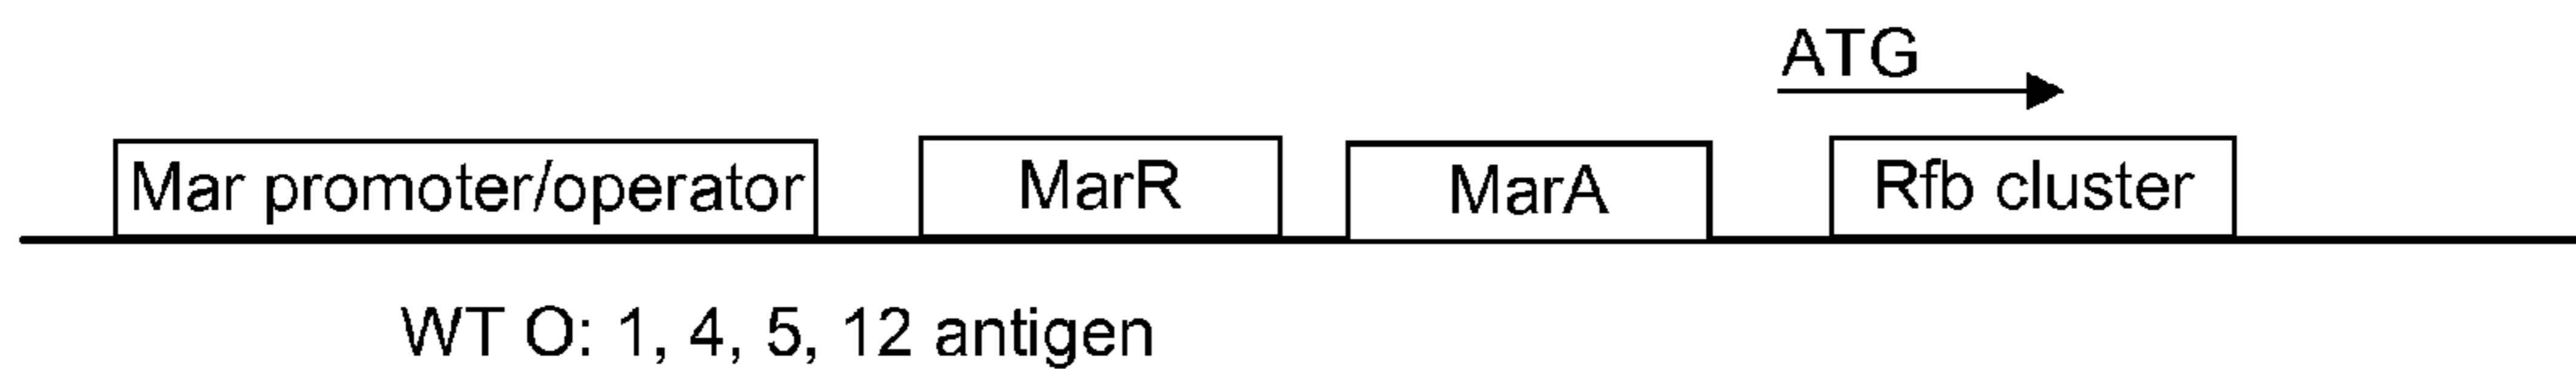 ATG
Mar promoter/operator MarR MarA Rfb cluster
WT O: 1, 4, 5, 12 antigen